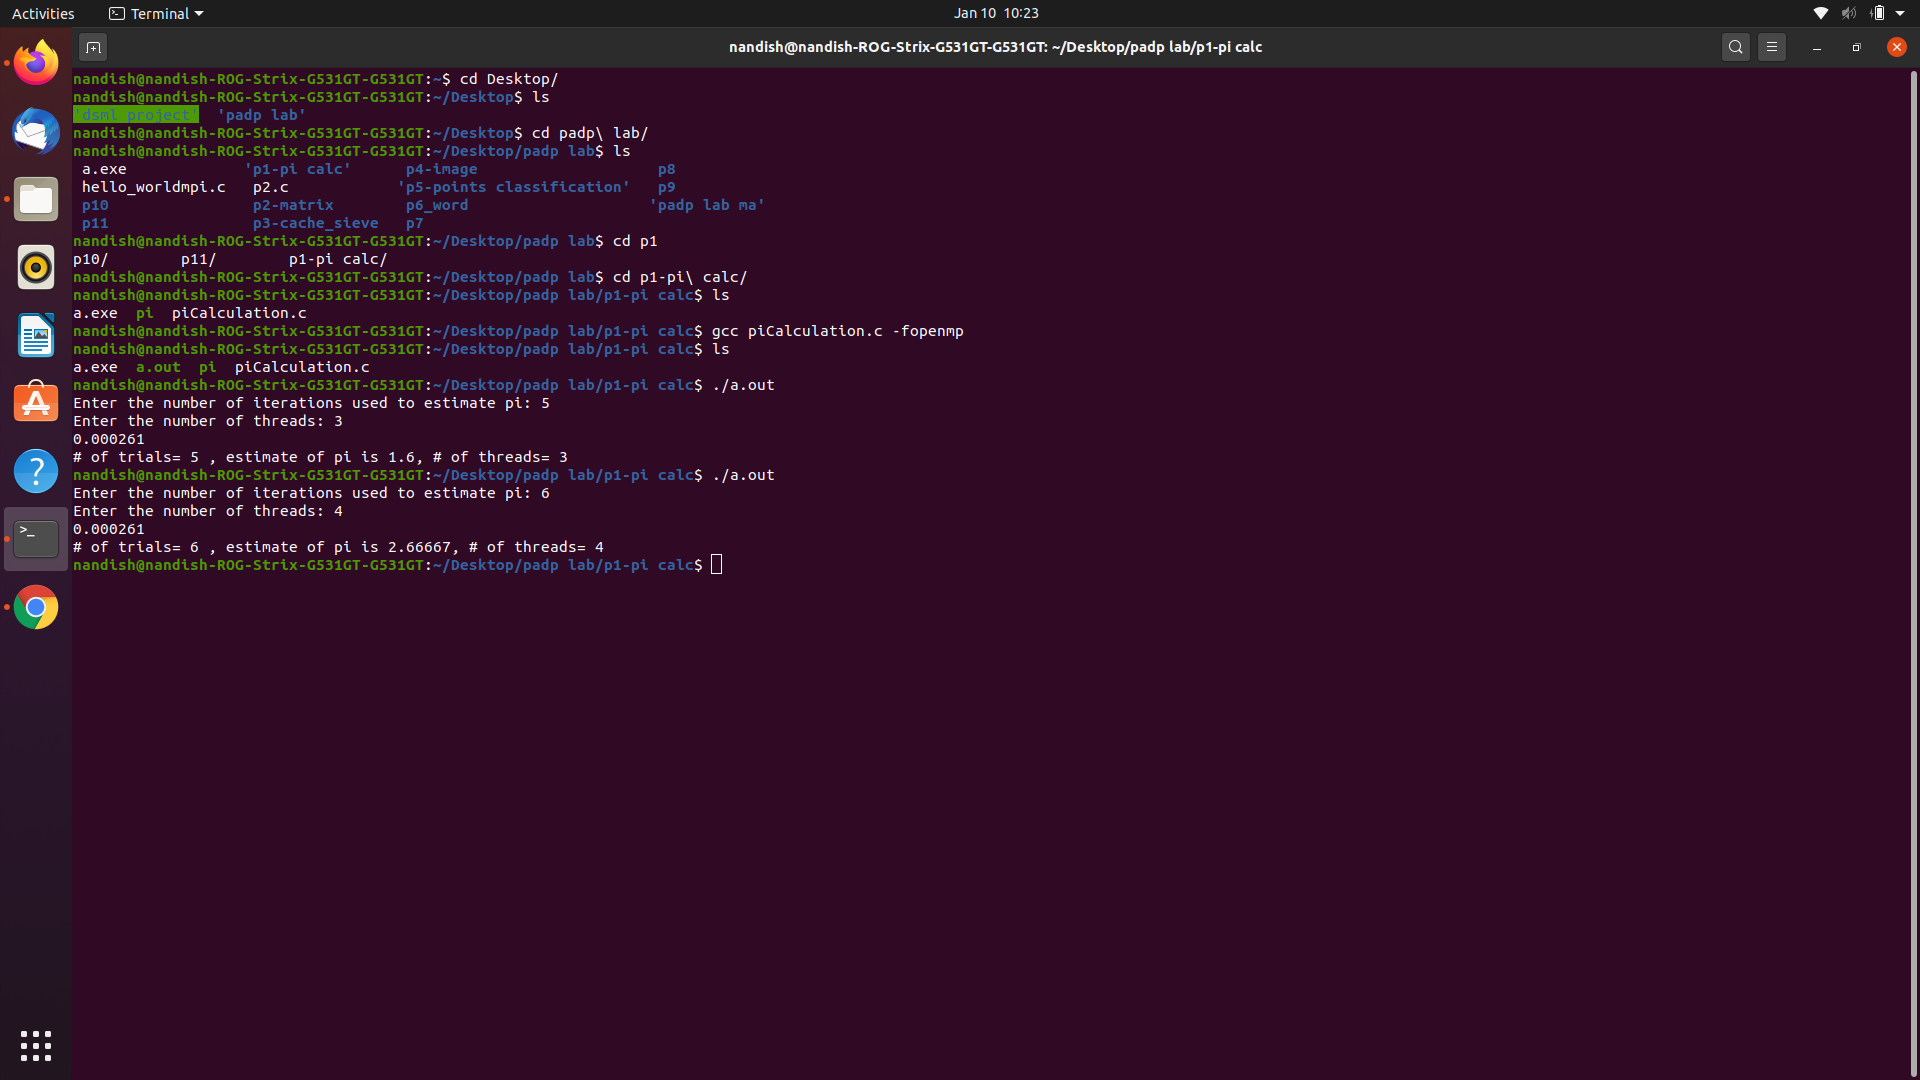 Activities Terminal Jan 10 10:23
nandish@nandish-ROG-Strix-G531GT-G531GT: ~/Desktop/padp lab/p1-pi calc
nandish@nandish-ROG-Strix-G531GT-G531GT:~$ cd Desktop/
nandish@nandish-ROG-Strix-G531GT-G531GT:~/Desktop$ ls
'dsml project' 'padp lab'
nandish@nandish-ROG-Strix-G531GT-G531GT:~/Desktop$ cd padp\ lab/
nandish@nandish-ROG-Strix-G531GT-G531GT:~/Desktop/padp lab$ ls
a.exe 'p1-pi calc' p4-image p8
hello_worldmpi.c p2.c 'p5-points classification' p9
p10 p2-matrix p6_word 'padp lab ma'
p11 p3-cache_sieve p7
nandish@nandish-ROG-Strix-G531GT-G531GT:~/Desktop/padp lab$ cd p1
p10/ p11/ p1-pi calc/
nandish@nandish-ROG-Strix-G531GT-G531GT:~/Desktop/padp lab$ cd p1-pi\ calc/
nandish@nandish-ROG-Strix-G531GT-G531GT:~/Desktop/padp lab/p1-pi calc$ ls
a.exe pi piCalculation.c
nandish@nandish-ROG-Strix-G531GT-G531GT:~/Desktop/padp lab/p1-pi calc$ gcc piCalculation.c -fopenmp
nandish@nandish-ROG-Strix-G531GT-G531GT:~/Desktop/padp lab/p1-pi calc$ ls
a.exe a.out pi piCalculation.c
nandish@nandish-ROG-Strix-G531GT-G531GT:~/Desktop/padp lab/p1-pi calc$ ./a.out
Enter the number of iterations used to estimate pi: 5
Enter the number of threads: 3
0.000261
# of trials= 5 , estimate of pi is 1.6, # of threads= 3
nandish@nandish-ROG-Strix-G531GT-G531GT:~/Desktop/padp lab/p1-pi calc$ ./a.out
Enter the number of iterations used to estimate pi: 6
Enter the number of threads: 4
0.000261
# of trials= 6 , estimate of pi is 2.66667, # of threads= 4
nandish@nandish-ROG-Strix-G531GT-G531GT:~/Desktop/padp lab/p1-pi calc$